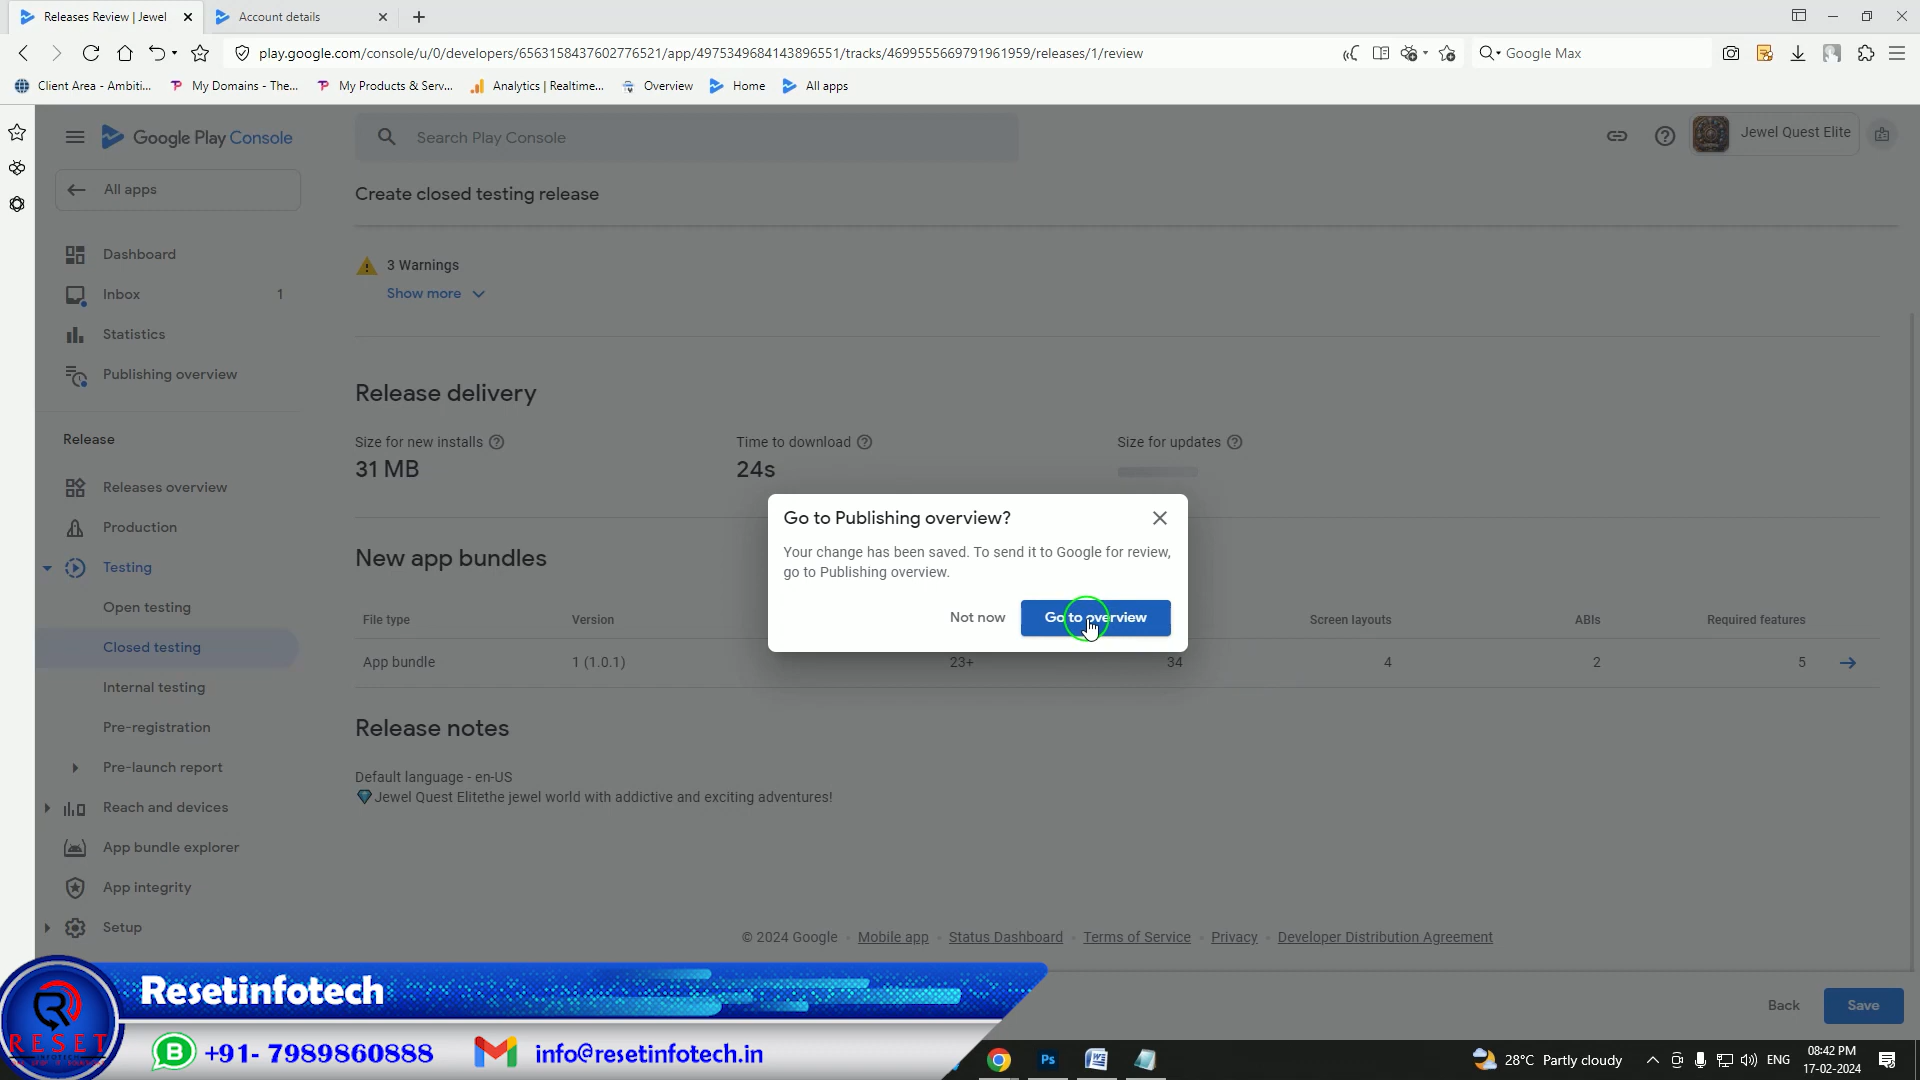 Releases Review | Jewel
Account details
play.google.com/console/u/0/developers/6563158437602776521/app/4975349684143896551/tracks/4699555669791961959/releases/1/review
Google Max
Client Area - Ambiti...
My Domains - The...
My Products & Serv...
Analytics | Realtime...
Overview
Home
All apps
Google Play Console
Search Play Console
Jewel Quest Elite
All apps
Create closed testing release
Dashboard
3 Warnings
Show more
Inbox
1
Statistics
Publishing overview
Release delivery
Release
Size for new installs
Time to download
Size for updates
31 MB
24s
Releases overview
Production
Go to Publishing overview?
Your change has been saved. To send it to Google for review,
go to Publishing overview.
Not now
Go to overview
New app bundles
Testing
Open testing
File type
Version
Screen layouts
ABIs
Required features
Closed testing
App bundle
1 (1.0.1)
23+
34
4
2
5
Internal testing
Pre-registration
Release notes
Pre-launch report
Default language - en-US
Jewel Quest Elitethe jewel world with addictive and exciting adventures!
Reach and devices
App bundle explorer
App integrity
Setup
© 2024 Google
Mobile app
Status Dashboard
Terms of Service
Privacy
Developer Distribution Agreement
Back
Save
Resetinfotech
RESET
+91- 7989860888
info@resetinfotech.in
Ps
28°C Partly cloudy
ENG
08:42 PM
17-02-2024